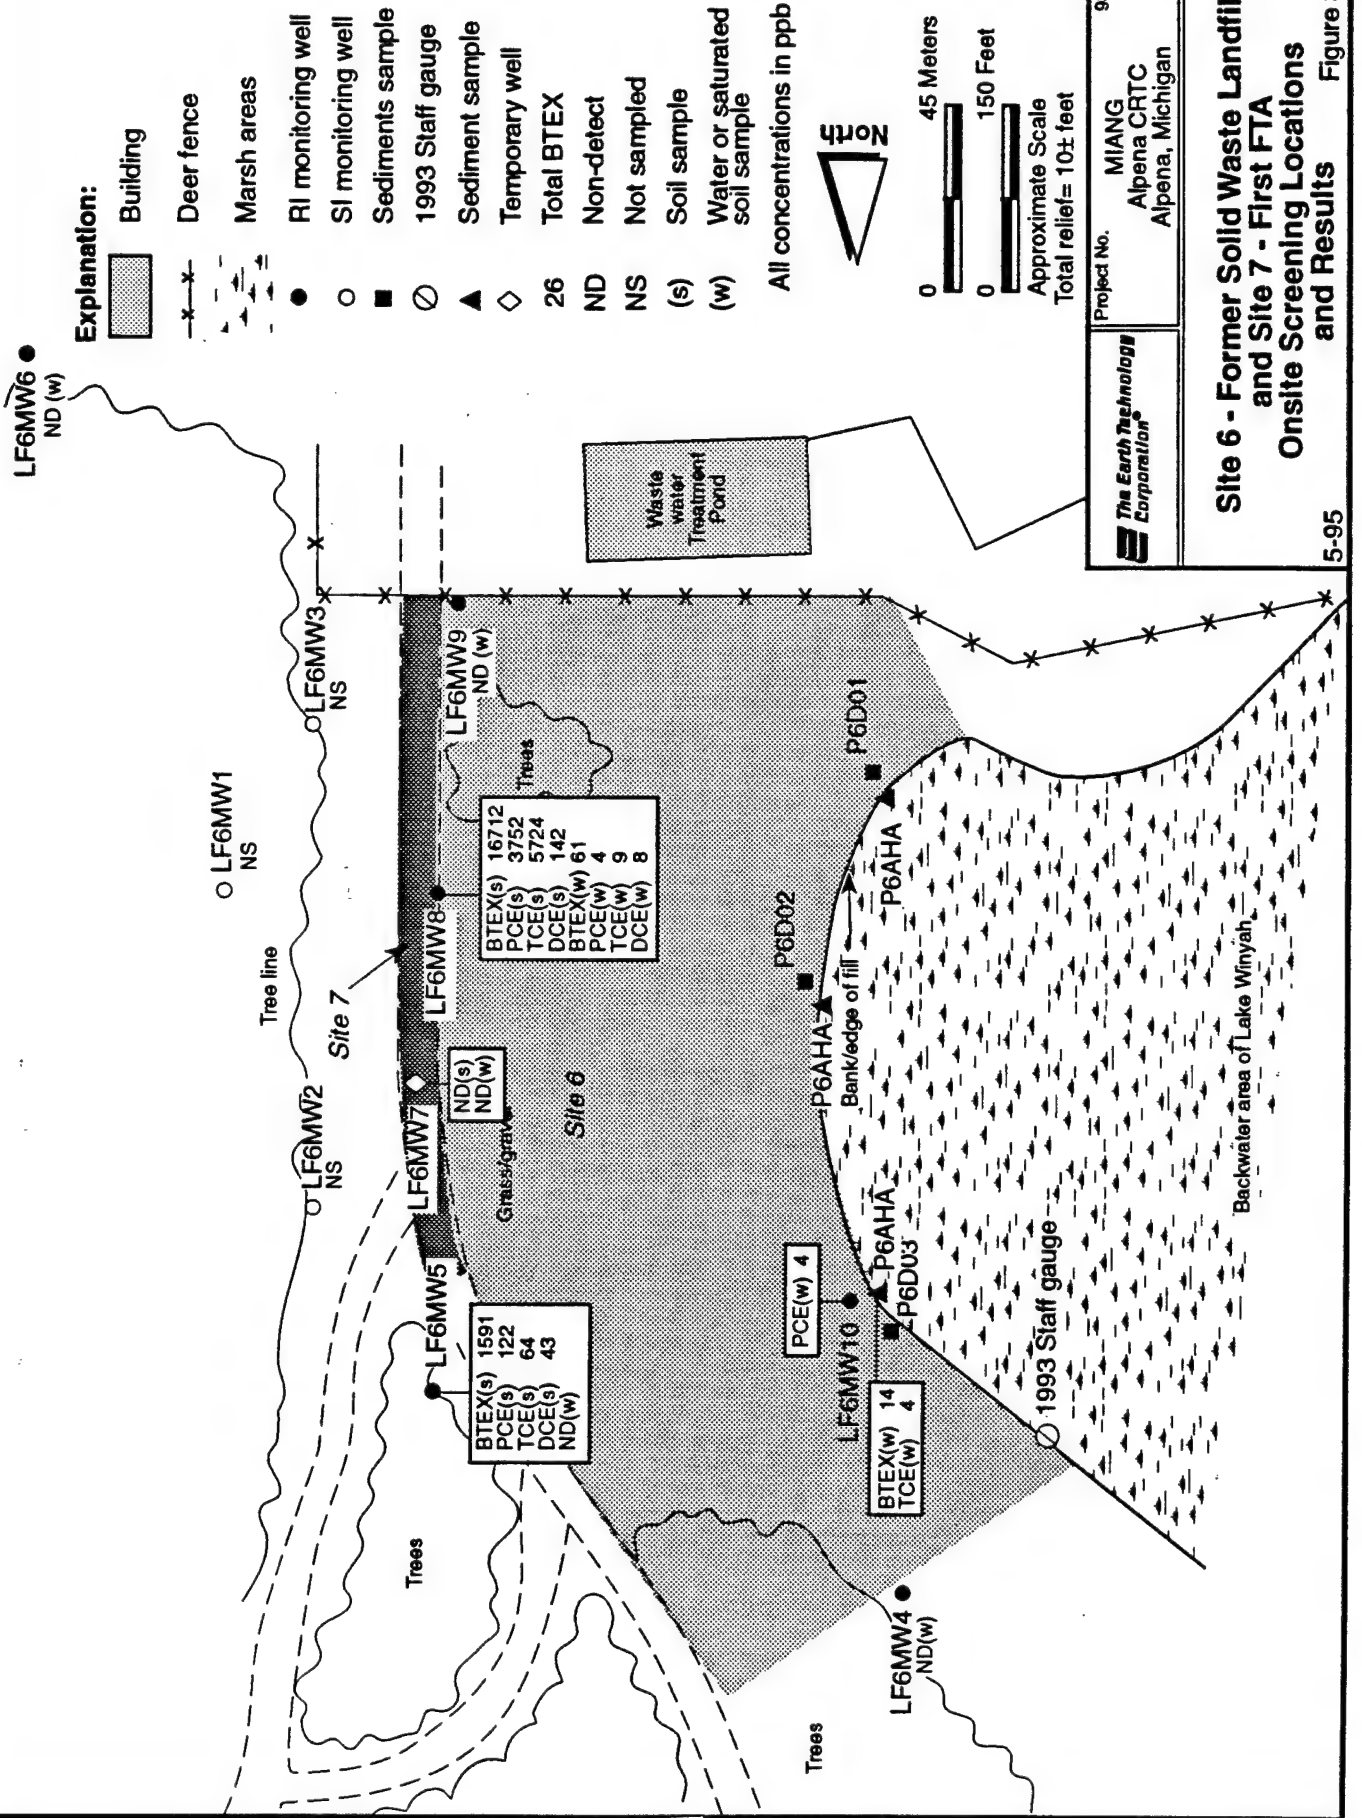 LF6MW6
ND (w)
LF6MW1
NS
LF6MW2
NS
LF6MW3
NS
Tree line
Site 7
LF6MW5
LF6MW7
LF6MW8
LF6MW9
ND (w)
BTEX(s) 1591
PCE(s) 122
TCE(s) 64
DCE(s) 43
ND(w)
ND(s)
ND(w)
BTEX(s) 16712
PCE(s) 3752
TCE(s) 5724
DCE(s) 142
BTEX(w) 61
PCE(w) 4
TCE(w) 9
DCE(w) 8
Trees
Trees
Trees
Grass/gravel
Site 6
Waste
water
Treatment
Pond
PCE(w) 4
LF6MW10
BTEX(w) 14
TCE(w) 4
P6AHA
P6D03
P6AHA
P6D02
P6AHA
P6D01
Bank/edge of fill
LF6MW4
ND(w)
1993 Staff gauge
Backwater area of Lake Winyah
Explanation:
Building
Deer fence
Marsh areas
RI monitoring well
SI monitoring well
Sediments sample
1993 Staff gauge
Sediment sample
Temporary well
26 Total BTEX
ND Non-detect
NS Not sampled
(s) Soil sample
(w) Water or saturated
soil sample
All concentrations in ppb
North
0 45 Meters
0 150 Feet
Approximate Scale
Total relief= 10± feet
The Earth Technology
Corporation
Project No.
MIANG
Alpena CRTC
Alpena, Michigan
Site 6 - Former Solid Waste Landfil
and Site 7 - First FTA
Onsite Screening Locations
and Results
5-95
Figure